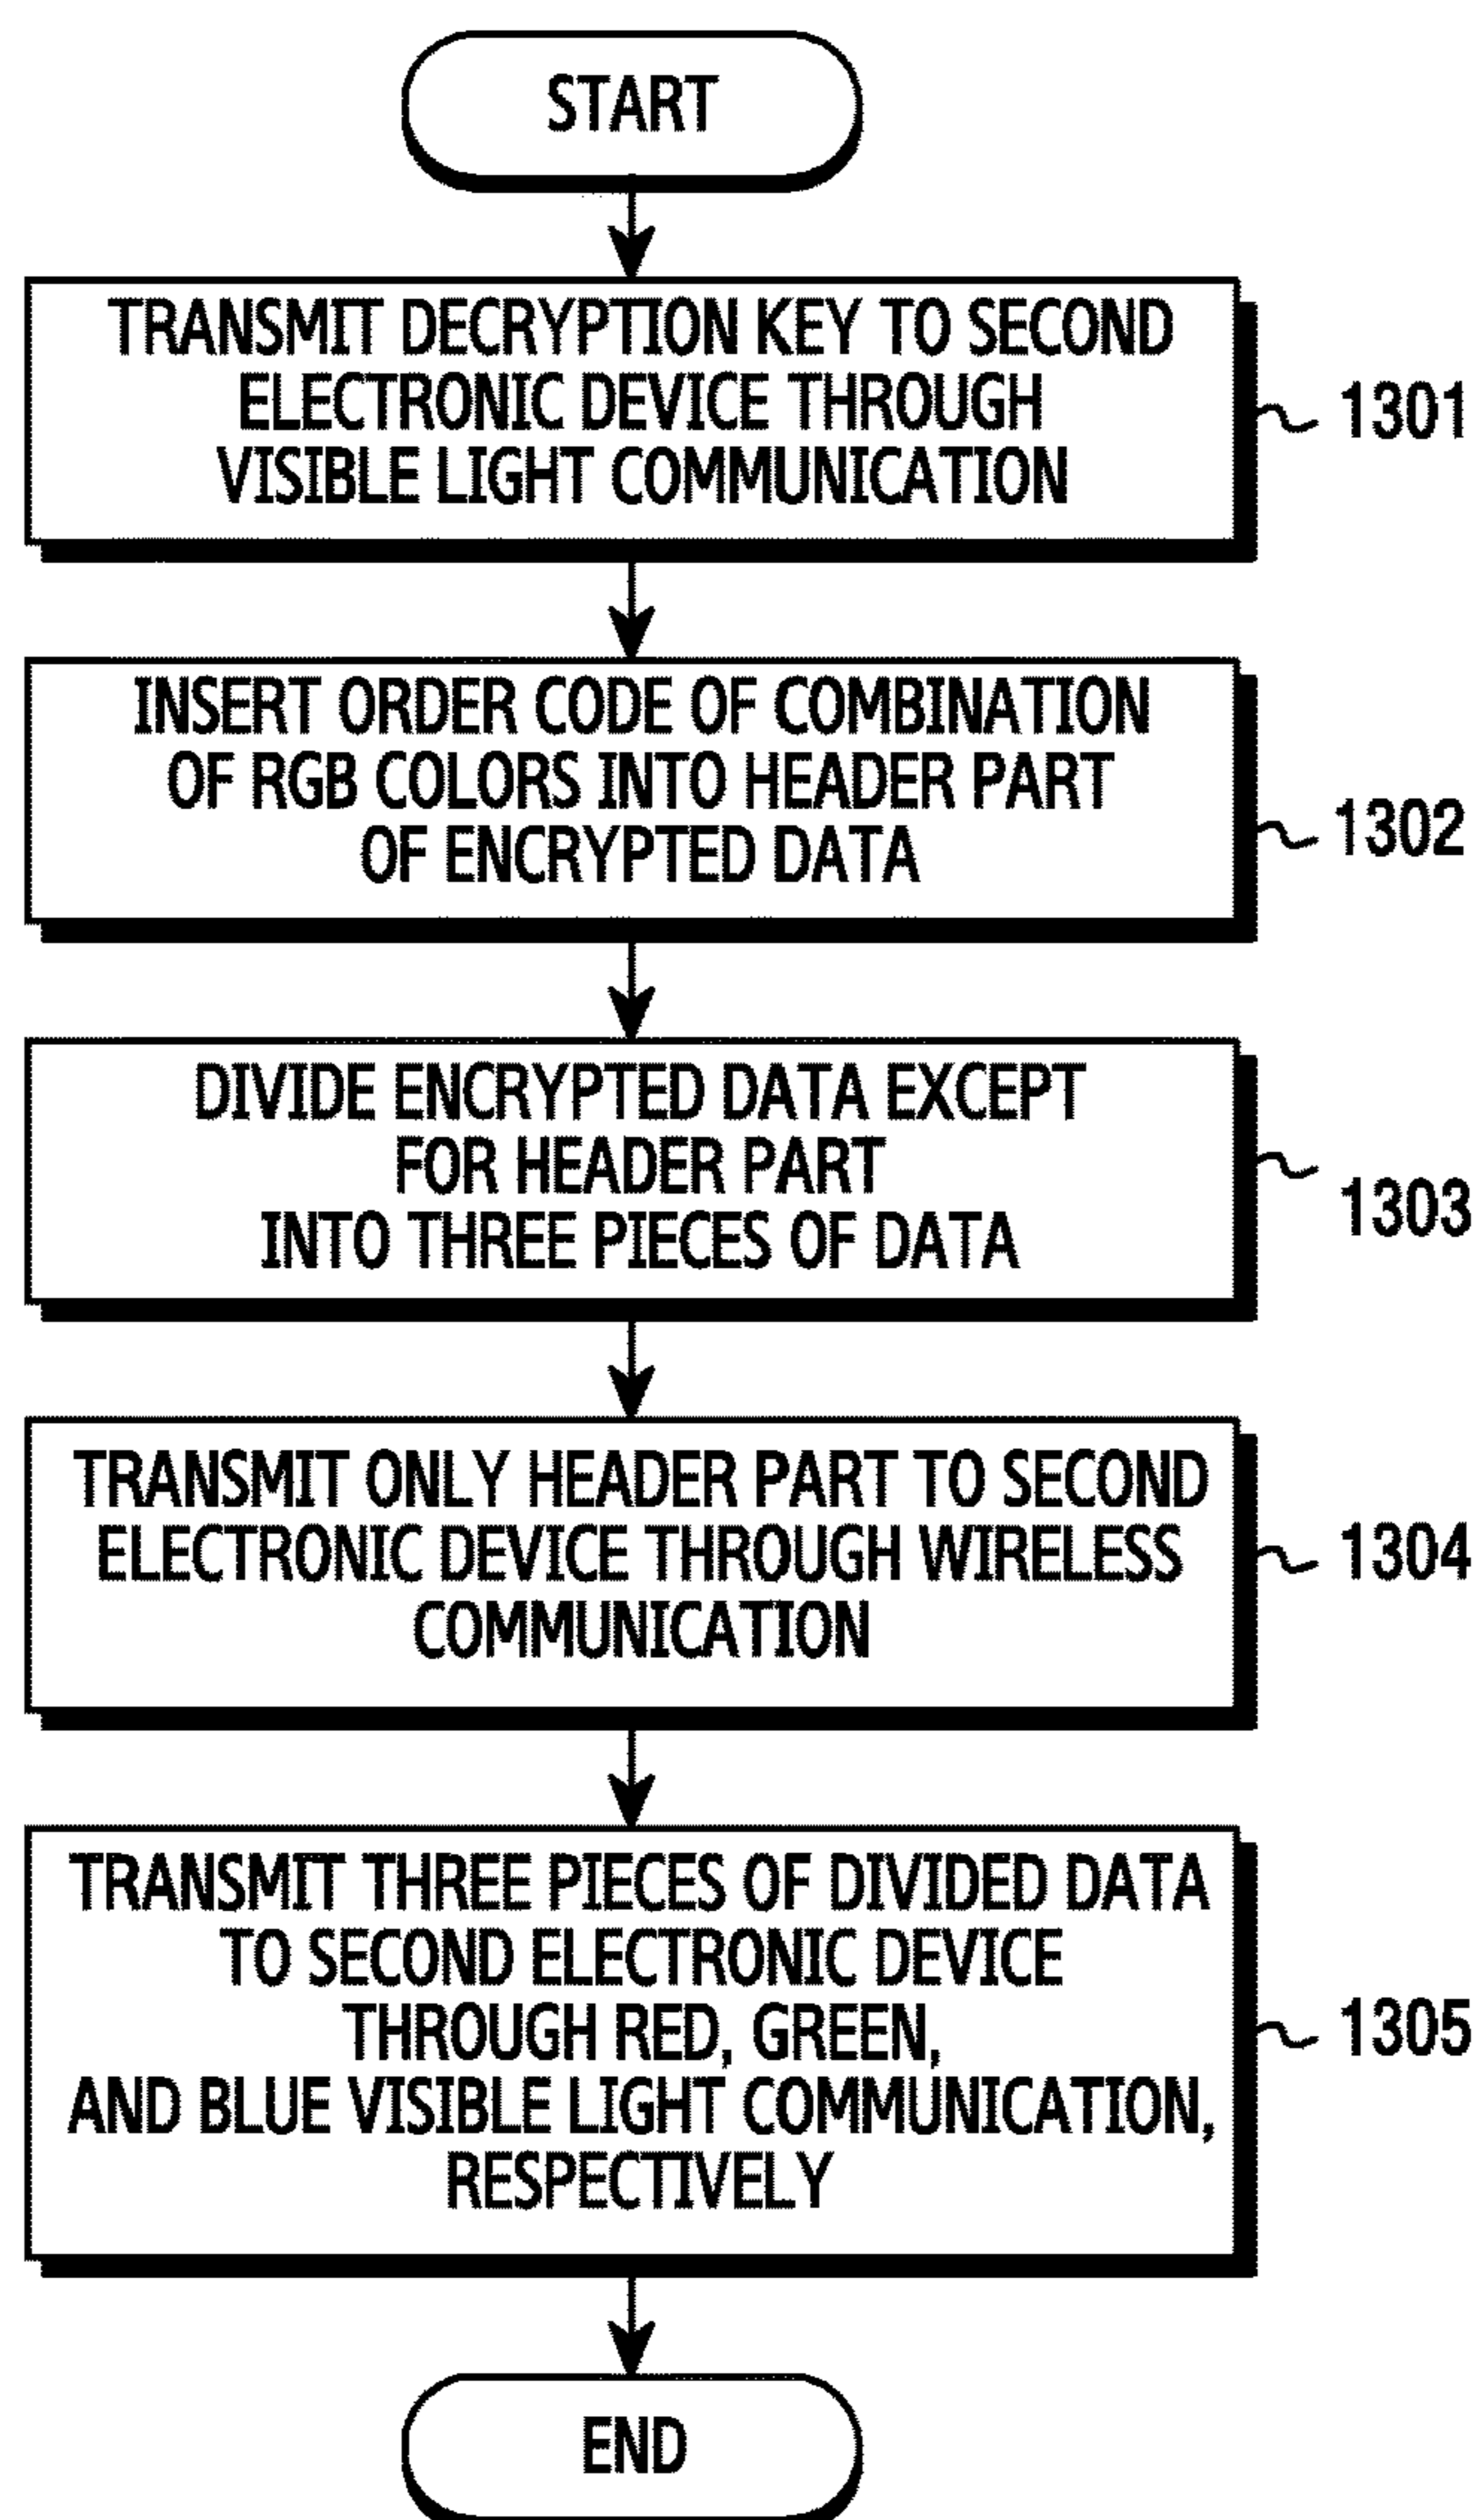 START
TRANSMIT DECRYPTION KEY TO SECOND
ELECTRONIC DEVICE THROUGH
VISIBLE LIGHT COMMUNICATION
1301
INSERT ORDER CODE OF COMBINATION
OF RGB COLORS INTO HEADER PART
OF ENCRYPTED DATA
1302
DIVIDE ENCRYPTED DATA EXCEPT
FOR HEADER PART
INTO THREE PIECES OF DATA
1303
TRANSMIT ONLY HEADER PART TO SECOND
ELECTRONIC DEVICE THROUGH WIRELESS
COMMUNICATION
1304
TRANSMIT THREE PIECES OF DIVIDED DATA
TO SECOND ELECTRONIC DEVICE
THROUGH RED, GREEN,
AND BLUE VISIBLE LIGHT COMMUNICATION,
RESPECTIVELY
1305
END